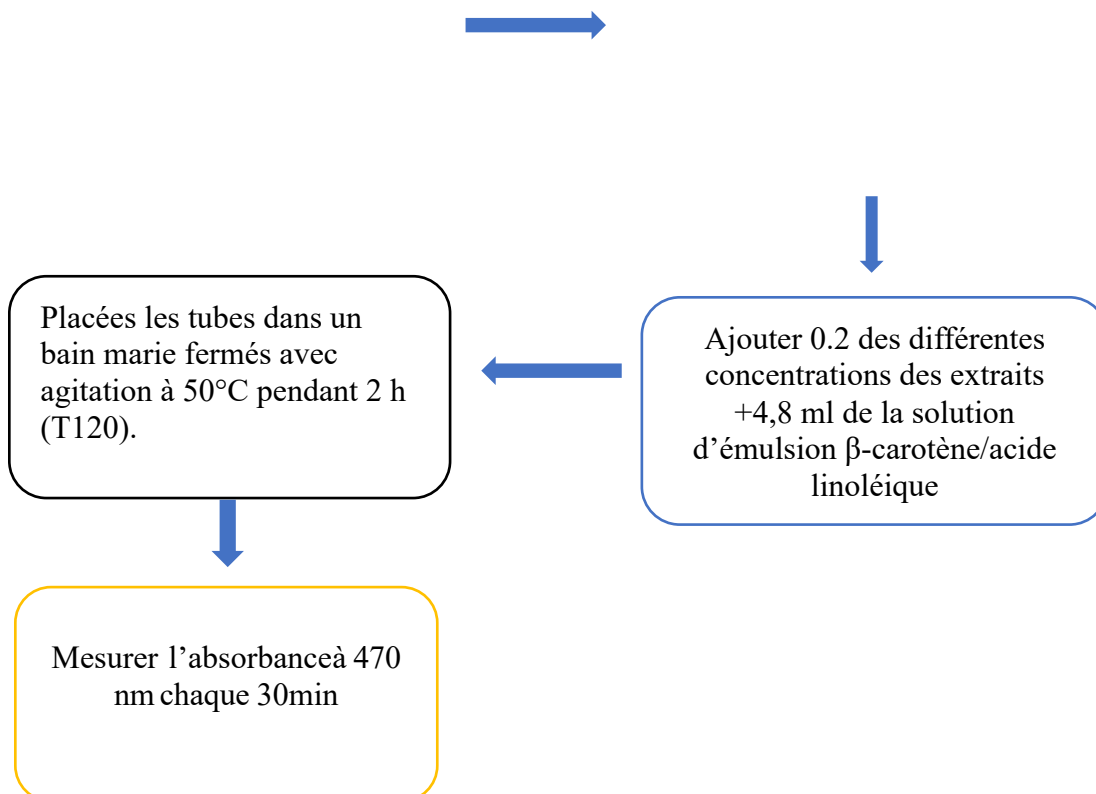 Ajouter 0.2 des différentes
concentrations des extraits
+4,8 ml de la solution
d’émulsion β-carotène/acide
linoléique
Placées les tubes dans un
bain marie fermés avec
agitation à 50°C pendant 2 h
(T120).
Mesurer l’absorbanceà 470
nm chaque 30min